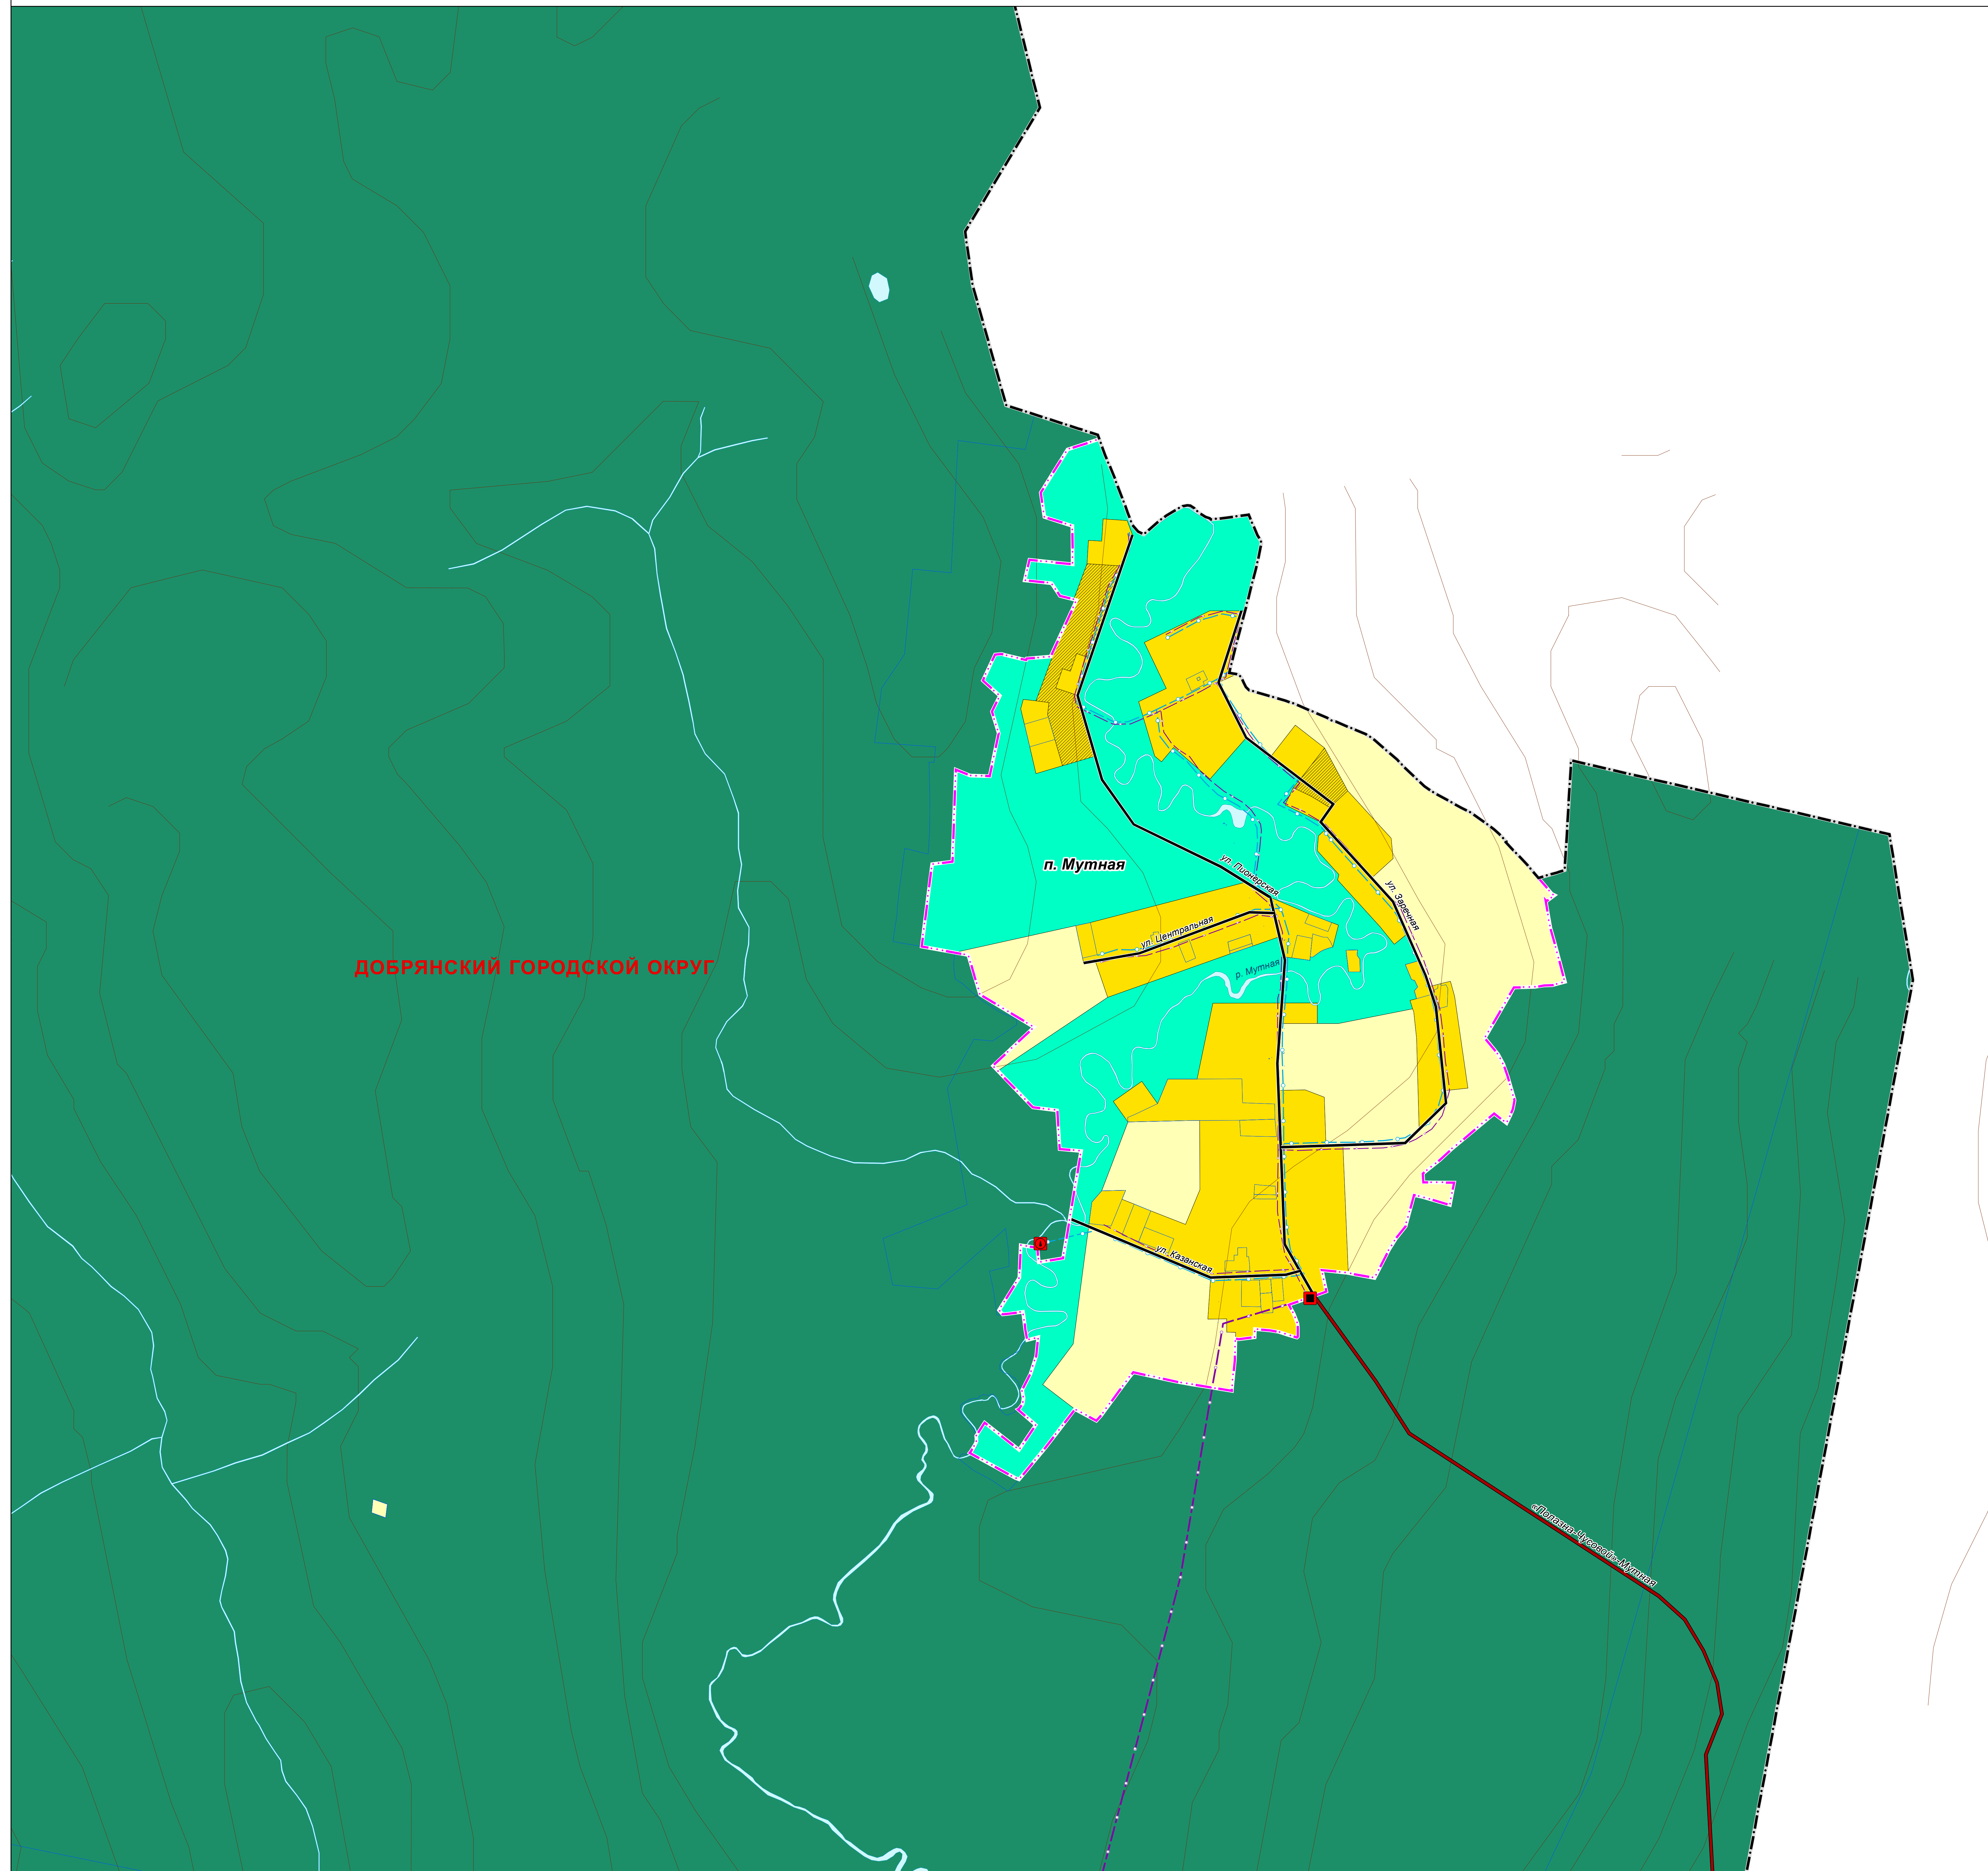 п. Мутная
ул. Пионерская
ул. Заречная
ул. Центральная
ДОБРЯНСКИЙ ГОРОДСКОЙ ОКРУГ
р. Мутная
ул. Казанская
«Полазна-Чусовой»-Мутная